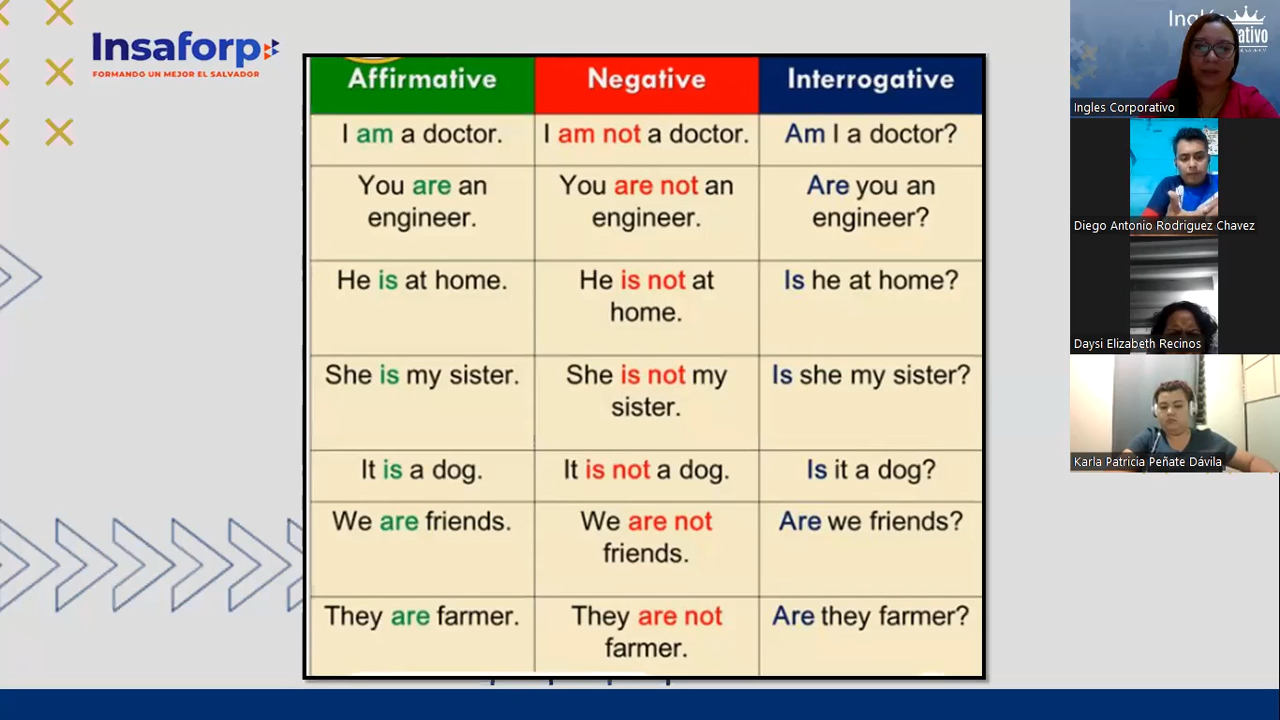 Insaforp
FORMANDO UN MEJOR EL SALVADOR
Affirmative Negative Interrogative
I am a doctor. I am not a doctor. Am I a doctor?
You are an engineer. You are not an engineer. Are you an engineer?
He is at home. He is not at home. Is he at home?
She is my sister. She is not my sister. Is she my sister?
It is a dog. It is not a dog. Is it a dog?
We are friends. We are not friends. Are we friends?
They are farmer. They are not farmer. Are they farmer?
Ingles Corporativo
Diego Antonio Rodriguez Chavez
Daysi Elizabeth Recinos
Karla Patricia Peñate Dávila